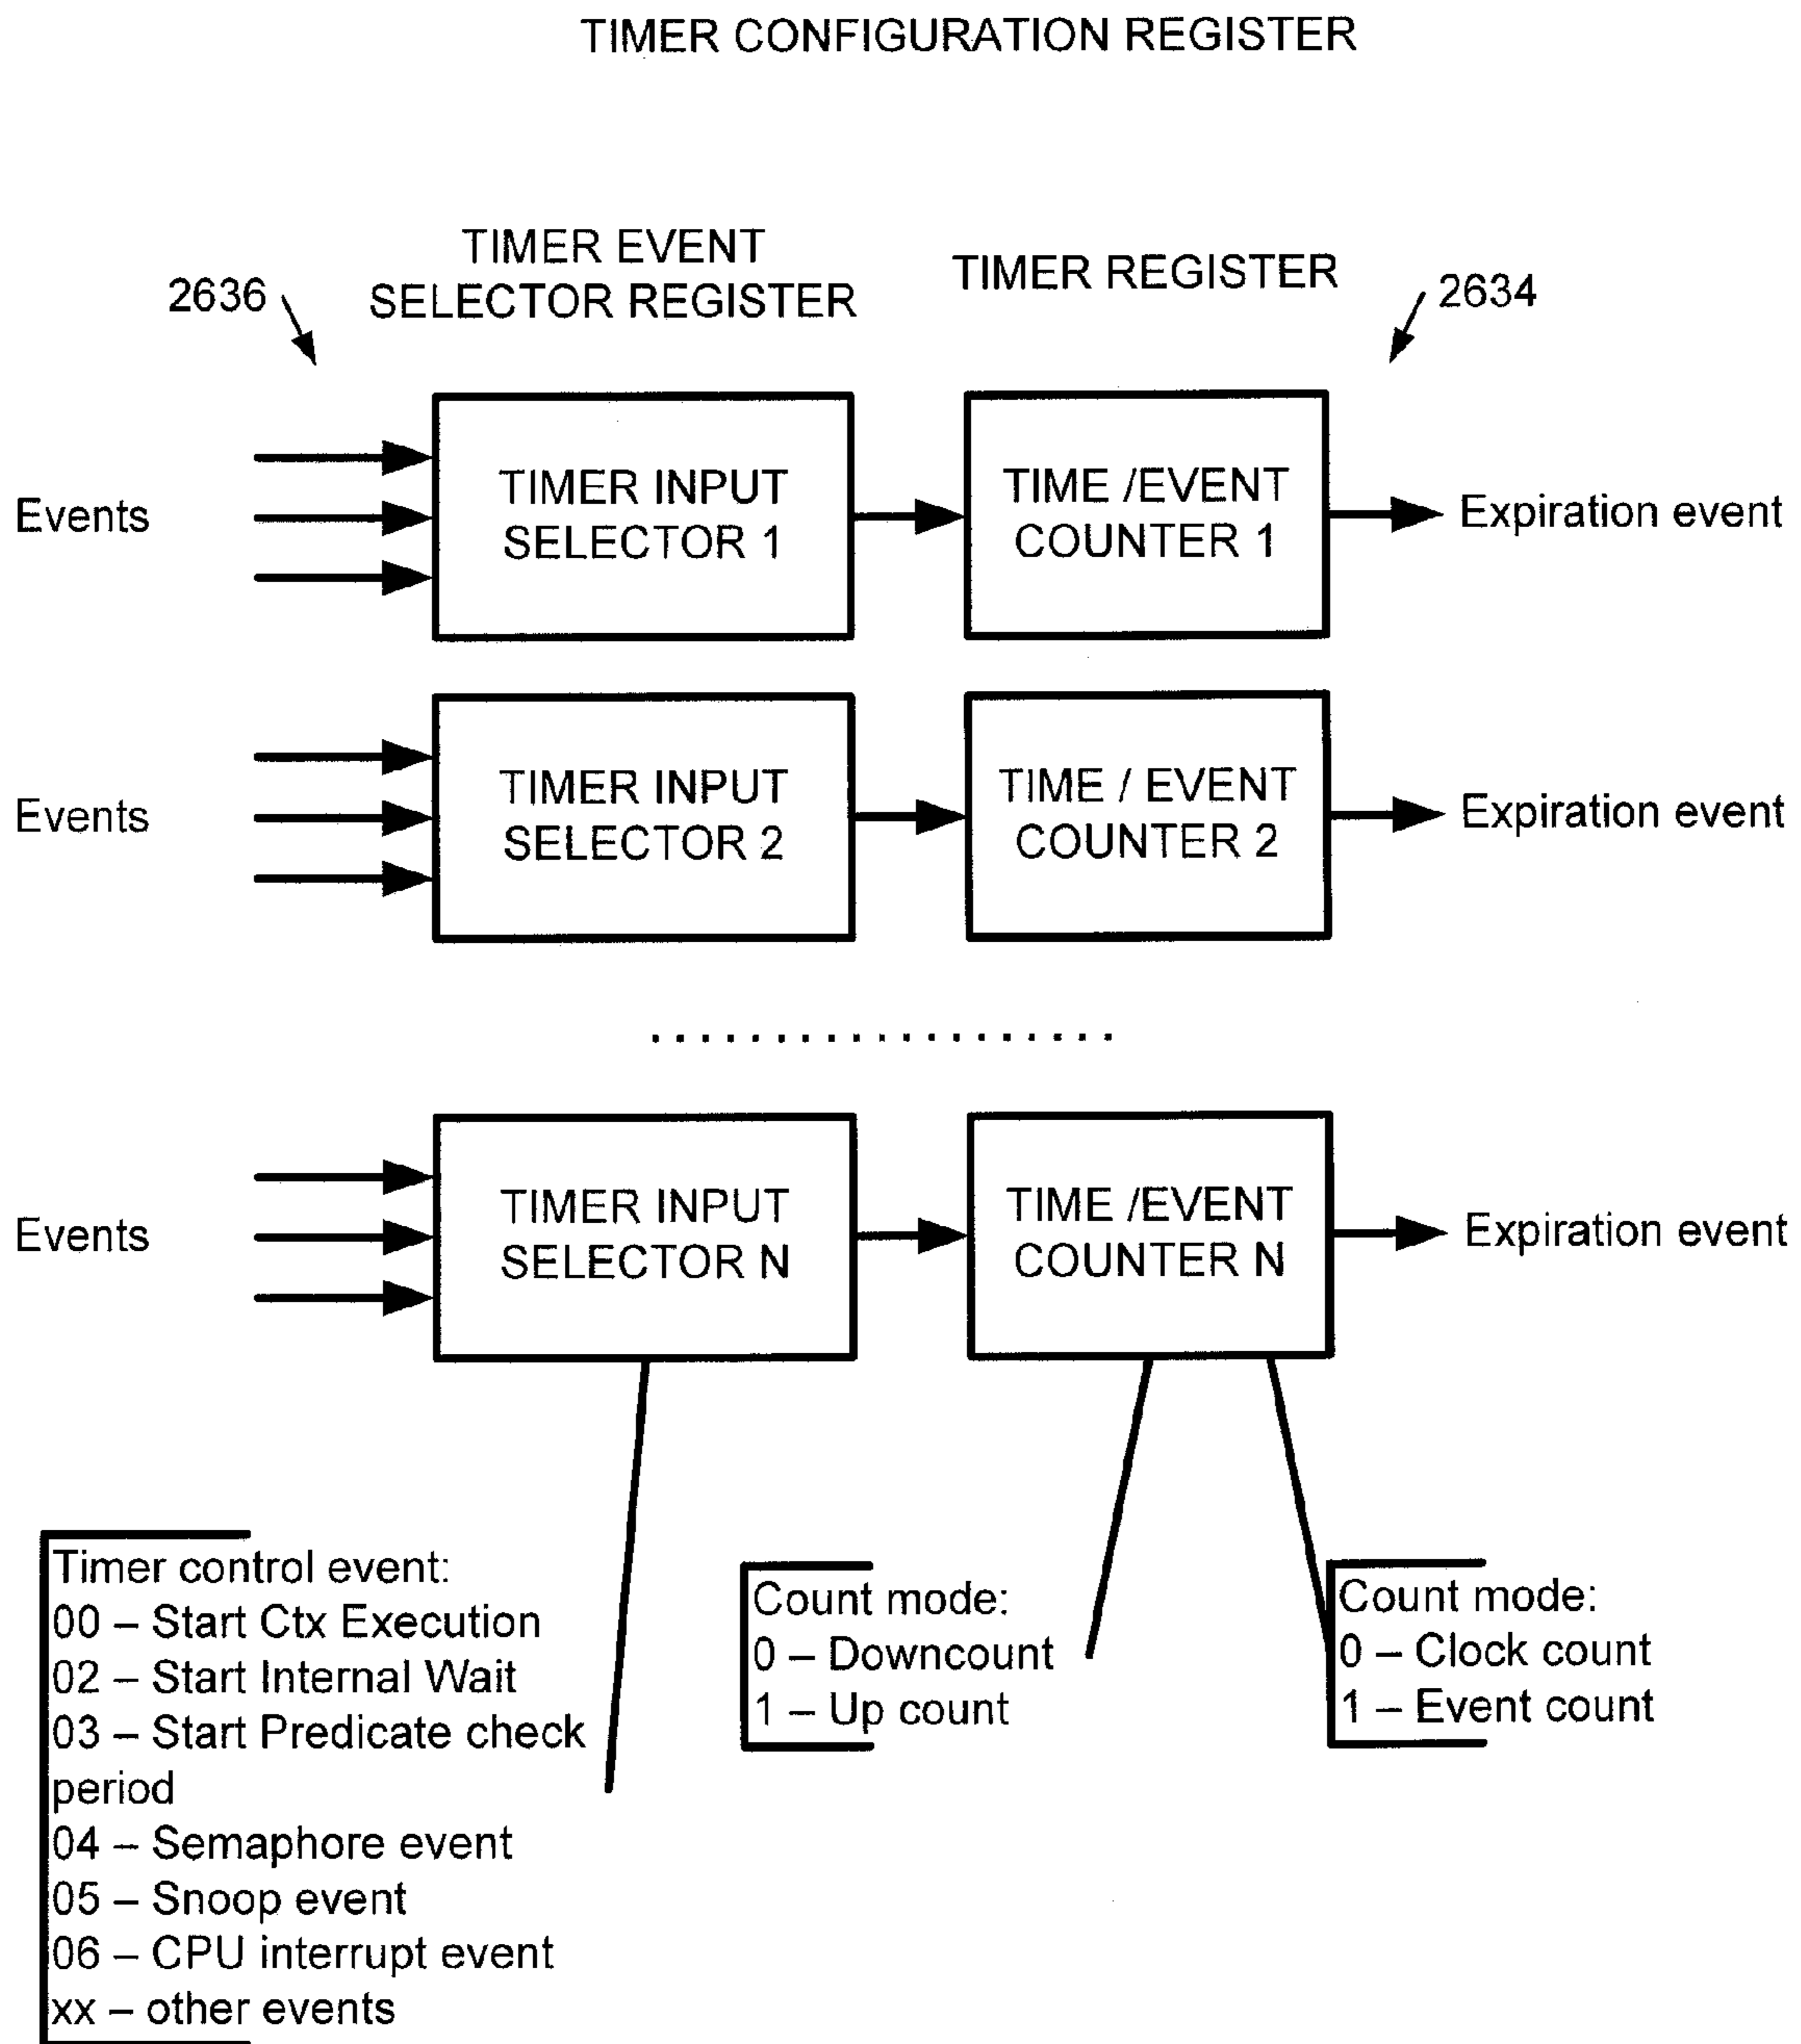 TIMER CONFIGURATION REGISTER
TIMER EVENT
SELECTOR REGISTER
TIMER REGISTER
2636
2634
Events
TIMER INPUT
SELECTOR 1
TIME /EVENT
COUNTER 1
Expiration event
Events
TIMER INPUT
SELECTOR 2
TIME / EVENT
COUNTER 2
Expiration event
Events
TIMER INPUT
SELECTOR N
TIME /EVENT
COUNTER N
Expiration event
Timer control event:
00 – Start Ctx Execution
02 – Start Internal Wait
03 – Start Predicate check
period
04 – Semaphore event
05 – Snoop event
06 – CPU interrupt event
xx – other events
Count mode:
0 – Downcount
1 – Up count
Count mode:
0 – Clock count
1 – Event count